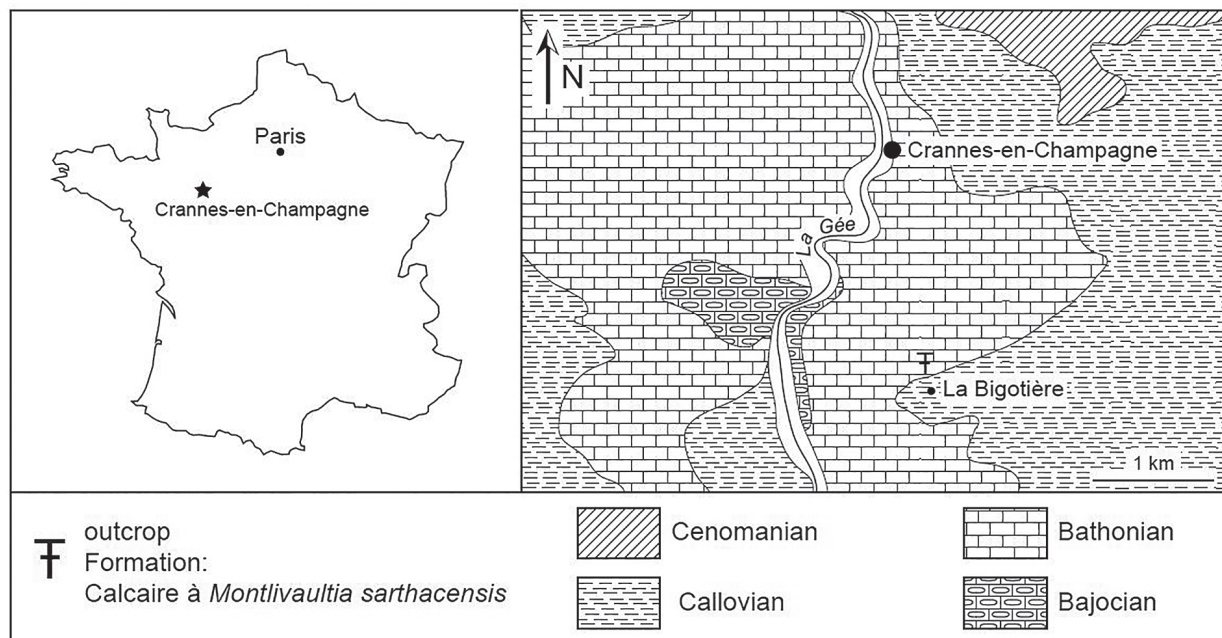 Paris
Crannes-en-Champagne
N
Crannes-en-Champagne
La Gée
La Bigotière
1 km
outcrop
Formation:
Calcaire à Montlivaultia sarthacensis
Cenomanian
Callovian
Bathonian
Bajocian